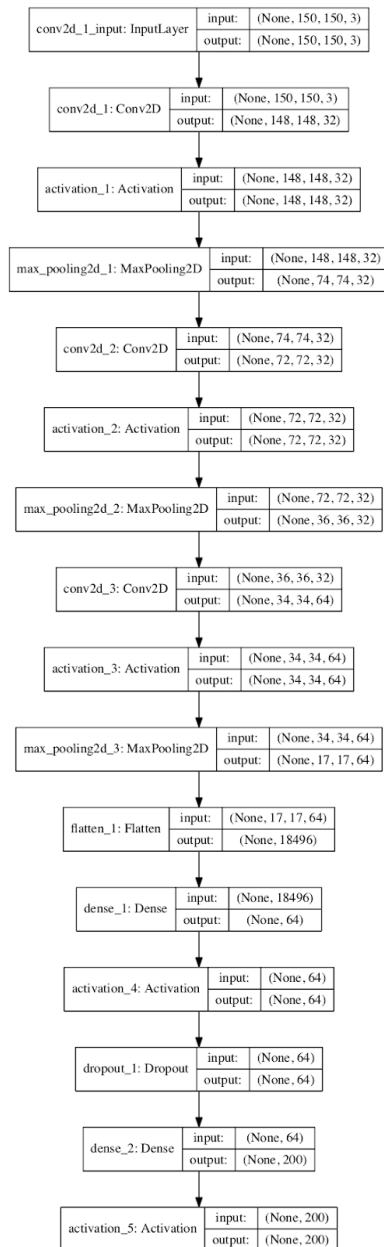 conv2d_1_input: InputLayer
input: (None, 150, 150, 3)
output: (None, 150, 150, 3)
conv2d_1: Conv2D
input: (None, 150, 150, 3)
output: (None, 148, 148, 32)
activation_1: Activation
input: (None, 148, 148, 32)
output: (None, 148, 148, 32)
max_pooling2d_1: MaxPooling2D
input: (None, 148, 148, 32)
output: (None, 74, 74, 32)
conv2d_2: Conv2D
input: (None, 74, 74, 32)
output: (None, 72, 72, 32)
activation_2: Activation
input: (None, 72, 72, 32)
output: (None, 72, 72, 32)
max_pooling2d_2: MaxPooling2D
input: (None, 72, 72, 32)
output: (None, 36, 36, 32)
conv2d_3: Conv2D
input: (None, 36, 36, 32)
output: (None, 34, 34, 64)
activation_3: Activation
input: (None, 34, 34, 64)
output: (None, 34, 34, 64)
max_pooling2d_3: MaxPooling2D
input: (None, 34, 34, 64)
output: (None, 17, 17, 64)
flatten_1: Flatten
input: (None, 17, 17, 64)
output: (None, 18496)
dense_1: Dense
input: (None, 18496)
output: (None, 64)
activation_4: Activation
input: (None, 64)
output: (None, 64)
dropout_1: Dropout
input: (None, 64)
output: (None, 64)
dense_2: Dense
input: (None, 64)
output: (None, 200)
activation_5: Activation
input: (None, 200)
output: (None, 200)